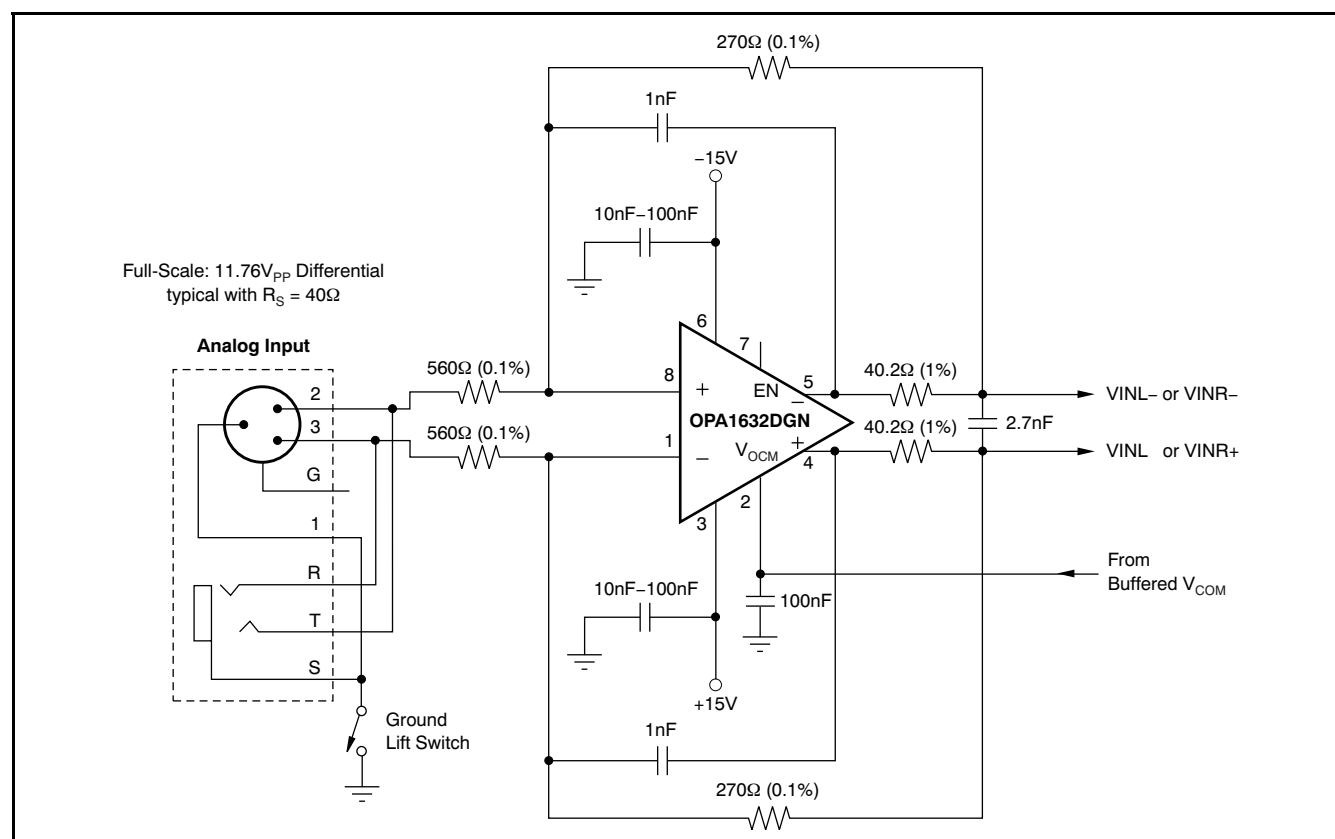 270Ω (0.1%)
1nF
−15V
10nF−100nF
Full-Scale: 11.76VPP Differential
typical with RS = 40Ω
Analog Input
6
7
2
560Ω (0.1%)
8
+
EN
5
−
40.2Ω (1%)
VINL− or VINR−
3
560Ω (0.1%)
OPA1632DGN
40.2Ω (1%)
2.7nF
1
−
VOCM
+
4
VINL or VINR+
G
2
3
1
From
Buffered VCOM
R
10nF−100nF
100nF
T
S
+15V
Ground
Lift Switch
1nF
270Ω (0.1%)